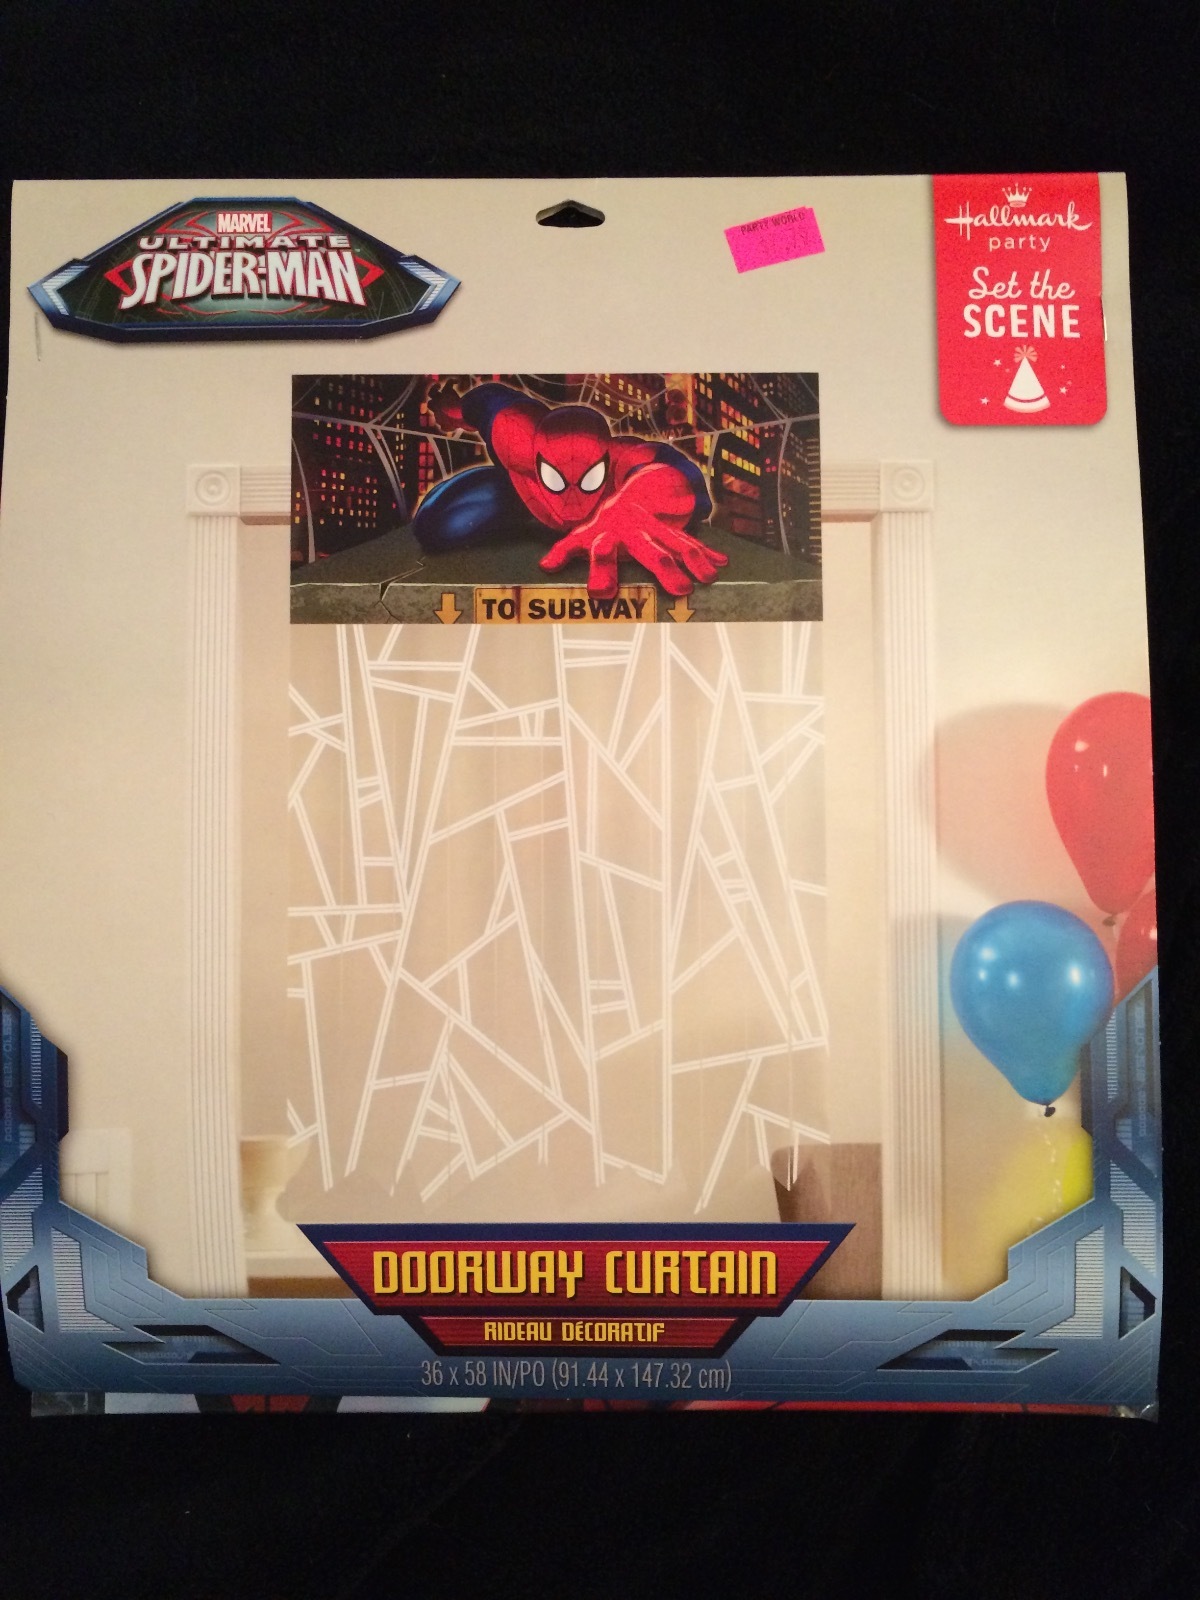 MARVEL
ULTIMATE
SPIDER-MAN
PARTY WORLD
Hallmark
party
Set the
SCENE
TO SUBWAY
DOORWAY CURTAIN
RIDEAU DÉCORATIF
36 x 58 IN/PO (91.44 x 147.32 cm)